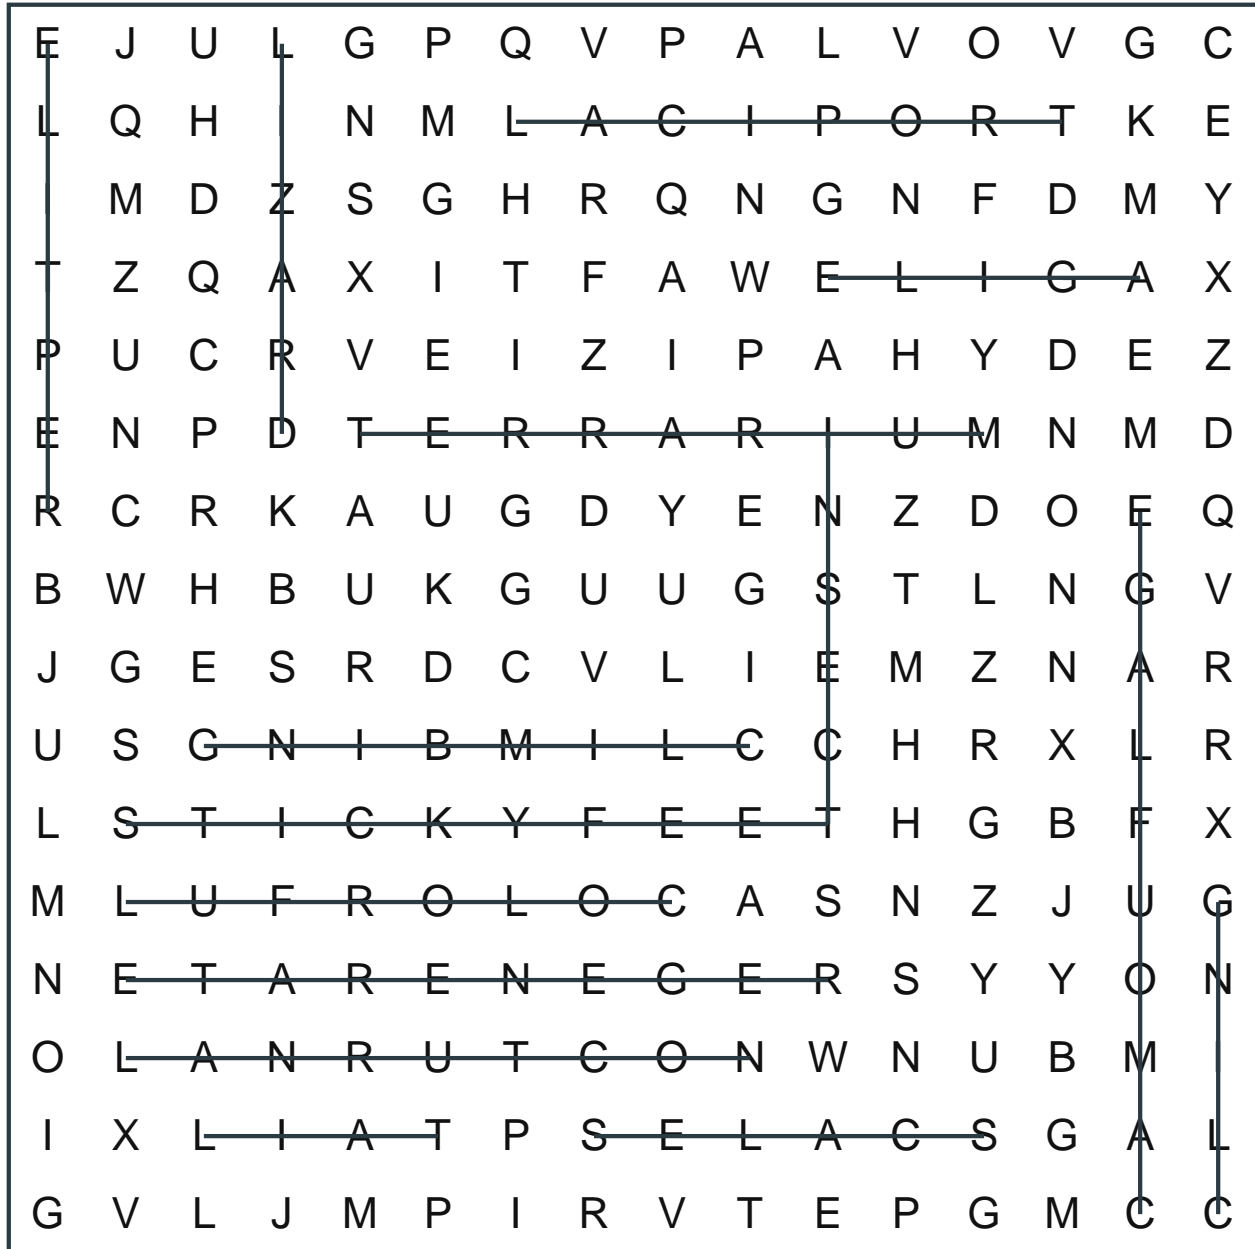 E J U L G P Q V P A L V O V G C
L Q H I N M L A C I P O R T K E
I M D Z S G H R Q N G N F D M Y
T Z Q A X I T F A W E L I G A X
P U C R V E I Z I P A H Y D E Z
E N P D T E R R A R I U M N M D
R C R K A U G D Y E N Z D O E Q
B W H B U K G U U G S T L N G V
J G E S R D C V L I E M Z N A R
U S G N I B M I L C C H R X L R
L S T I C K Y F E E T H G B F X
M L U F R O L O C A S N Z J U G
N E T A R E N E G E R S Y Y O N
O L A N R U T C O N W N U B M I
I X L I A T P S E L A C S G A L
G V L J M P I R V T E P G M C C